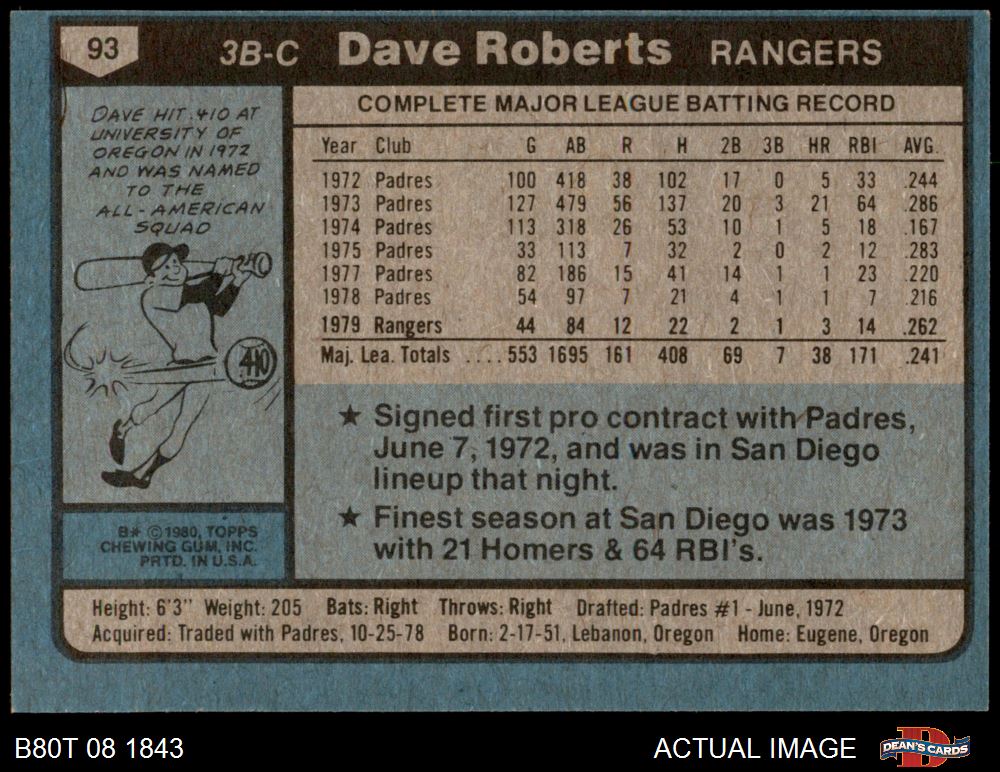 93 3B-C Dave Roberts RANGERS
DAVE HIT .410 AT
UNIVERSITY OF
OREGON IN 1972
AND WAS NAMED
TO THE
ALL-AMERICAN
SQUAD
.410
B* © 1980, TOPPS
CHEWING GUM, INC.
PRTD. IN U.S.A.
COMPLETE MAJOR LEAGUE BATTING RECORD
Year Club G AB R H 2B 3B HR RBI AVG.
1972 Padres 100 418 38 102 17 0 5 33 .244
1973 Padres 127 479 56 137 20 3 21 64 .286
1974 Padres 113 318 26 53 10 1 5 18 .167
1975 Padres 33 113 7 32 2 0 2 12 .283
1977 Padres 82 186 15 41 14 1 1 23 .220
1978 Padres 54 97 7 21 4 1 1 7 .216
1979 Rangers 44 84 12 22 2 1 3 14 .262
Maj. Lea. Totals .... 553 1695 161 408 69 7 38 171 .241
★ Signed first pro contract with Padres,
June 7, 1972, and was in San Diego
lineup that night.
★ Finest season at San Diego was 1973
with 21 Homers & 64 RBI's.
Height: 6'3" Weight: 205 Bats: Right Throws: Right Drafted: Padres #1 - June, 1972
Acquired: Traded with Padres, 10-25-78 Born: 2-17-51, Lebanon, Oregon Home: Eugene, Oregon
B80T 08 1843 ACTUAL IMAGE DEAN'S CARDS